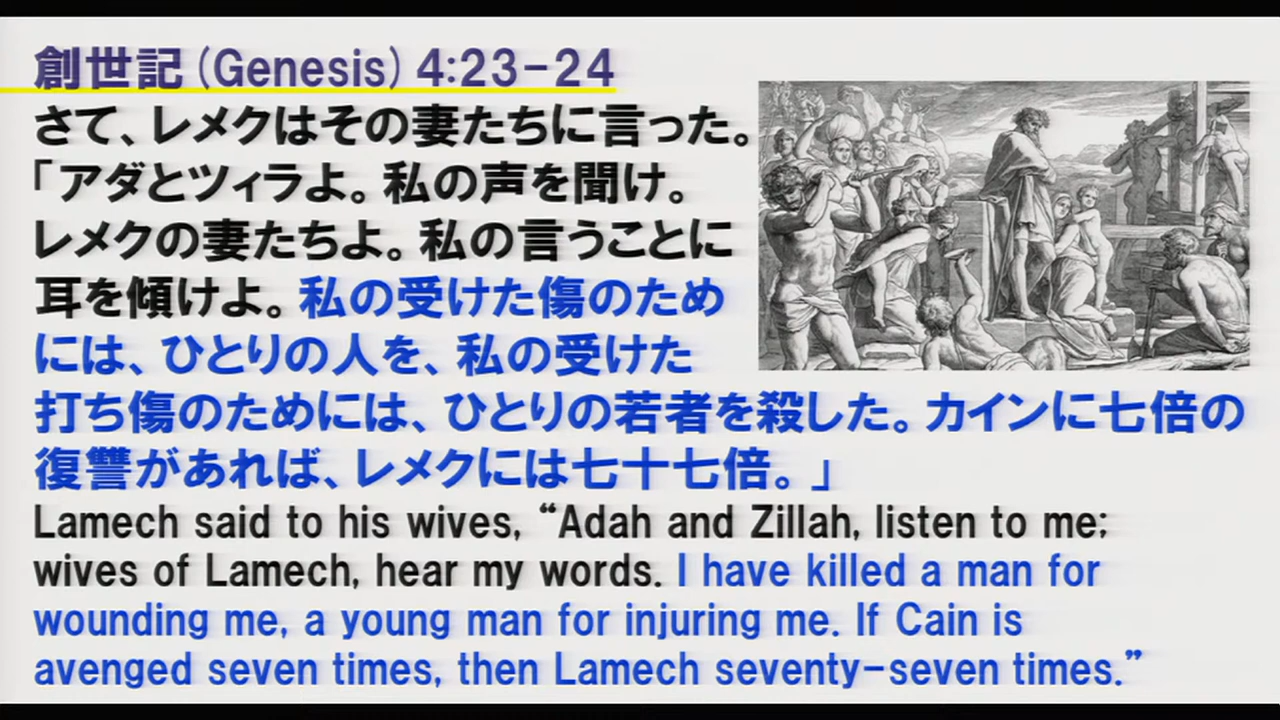 創世記(Genesis) 4:23-24
さて、レメクはその妻たちに言った。
「アダとツィラよ。私の声を聞け。
レメクの妻たちよ。私の言うことに
耳を傾けよ。私の受けた傷のため
には、ひとりの人を、私の受けた
打ち傷のためには、ひとりの若者を殺した。カインに七倍の
復讐があれば、レメクには七十七倍。」
Lamech said to his wives, “Adah and Zillah, listen to me;
wives of Lamech, hear my words. I have killed a man for
wounding me, a young man for injuring me. If Cain is
avenged seven times, then Lamech seventy-seven times.”